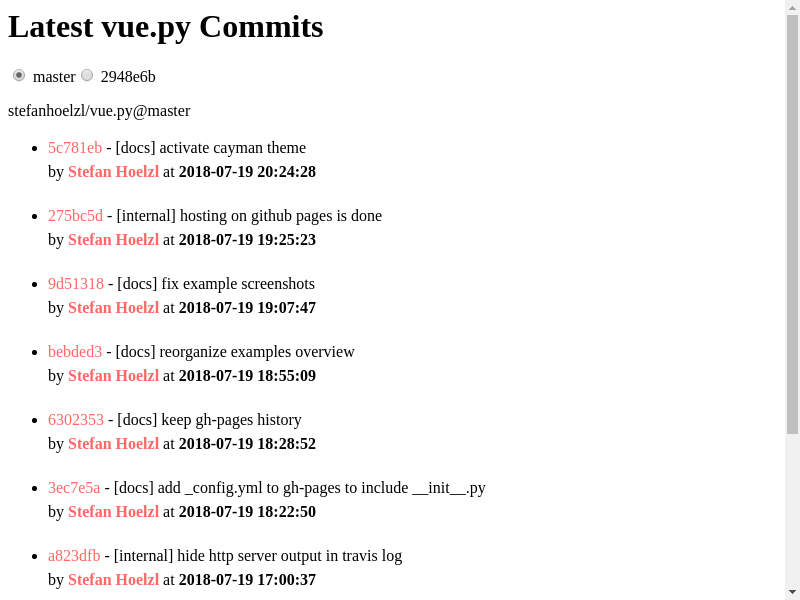 Latest vue.py Commits
master 2948e6b
stefanhoelzl/vue.py@master
5c781eb - [docs] activate cayman theme
by Stefan Hoelzl at 2018-07-19 20:24:28
275bc5d - [internal] hosting on github pages is done
by Stefan Hoelzl at 2018-07-19 19:25:23
9d51318 - [docs] fix example screenshots
by Stefan Hoelzl at 2018-07-19 19:07:47
bebded3 - [docs] reorganize examples overview
by Stefan Hoelzl at 2018-07-19 18:55:09
6302353 - [docs] keep gh-pages history
by Stefan Hoelzl at 2018-07-19 18:28:52
3ec7e5a - [docs] add _config.yml to gh-pages to include __init__.py
by Stefan Hoelzl at 2018-07-19 18:22:50
a823dfb - [internal] hide http server output in travis log
by Stefan Hoelzl at 2018-07-19 17:00:37